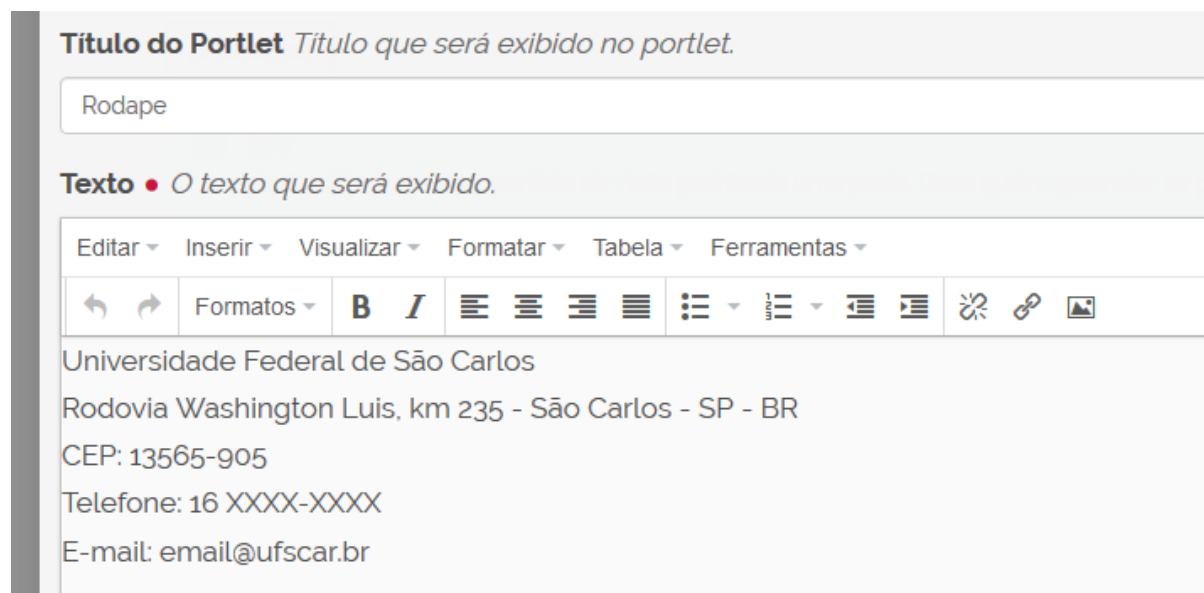 Título do Portlet Título que será exibido no portlet.
Rodape
Texto • O texto que será exibido.
Editar Inserir Visualizar Formatar Tabela Ferramentas
Formatos B I
Universidade Federal de São Carlos
Rodovia Washington Luis, km 235 - São Carlos - SP - BR
CEP: 13565-905
Telefone: 16 XXXX-XXXX
E-mail: email@ufscar.br